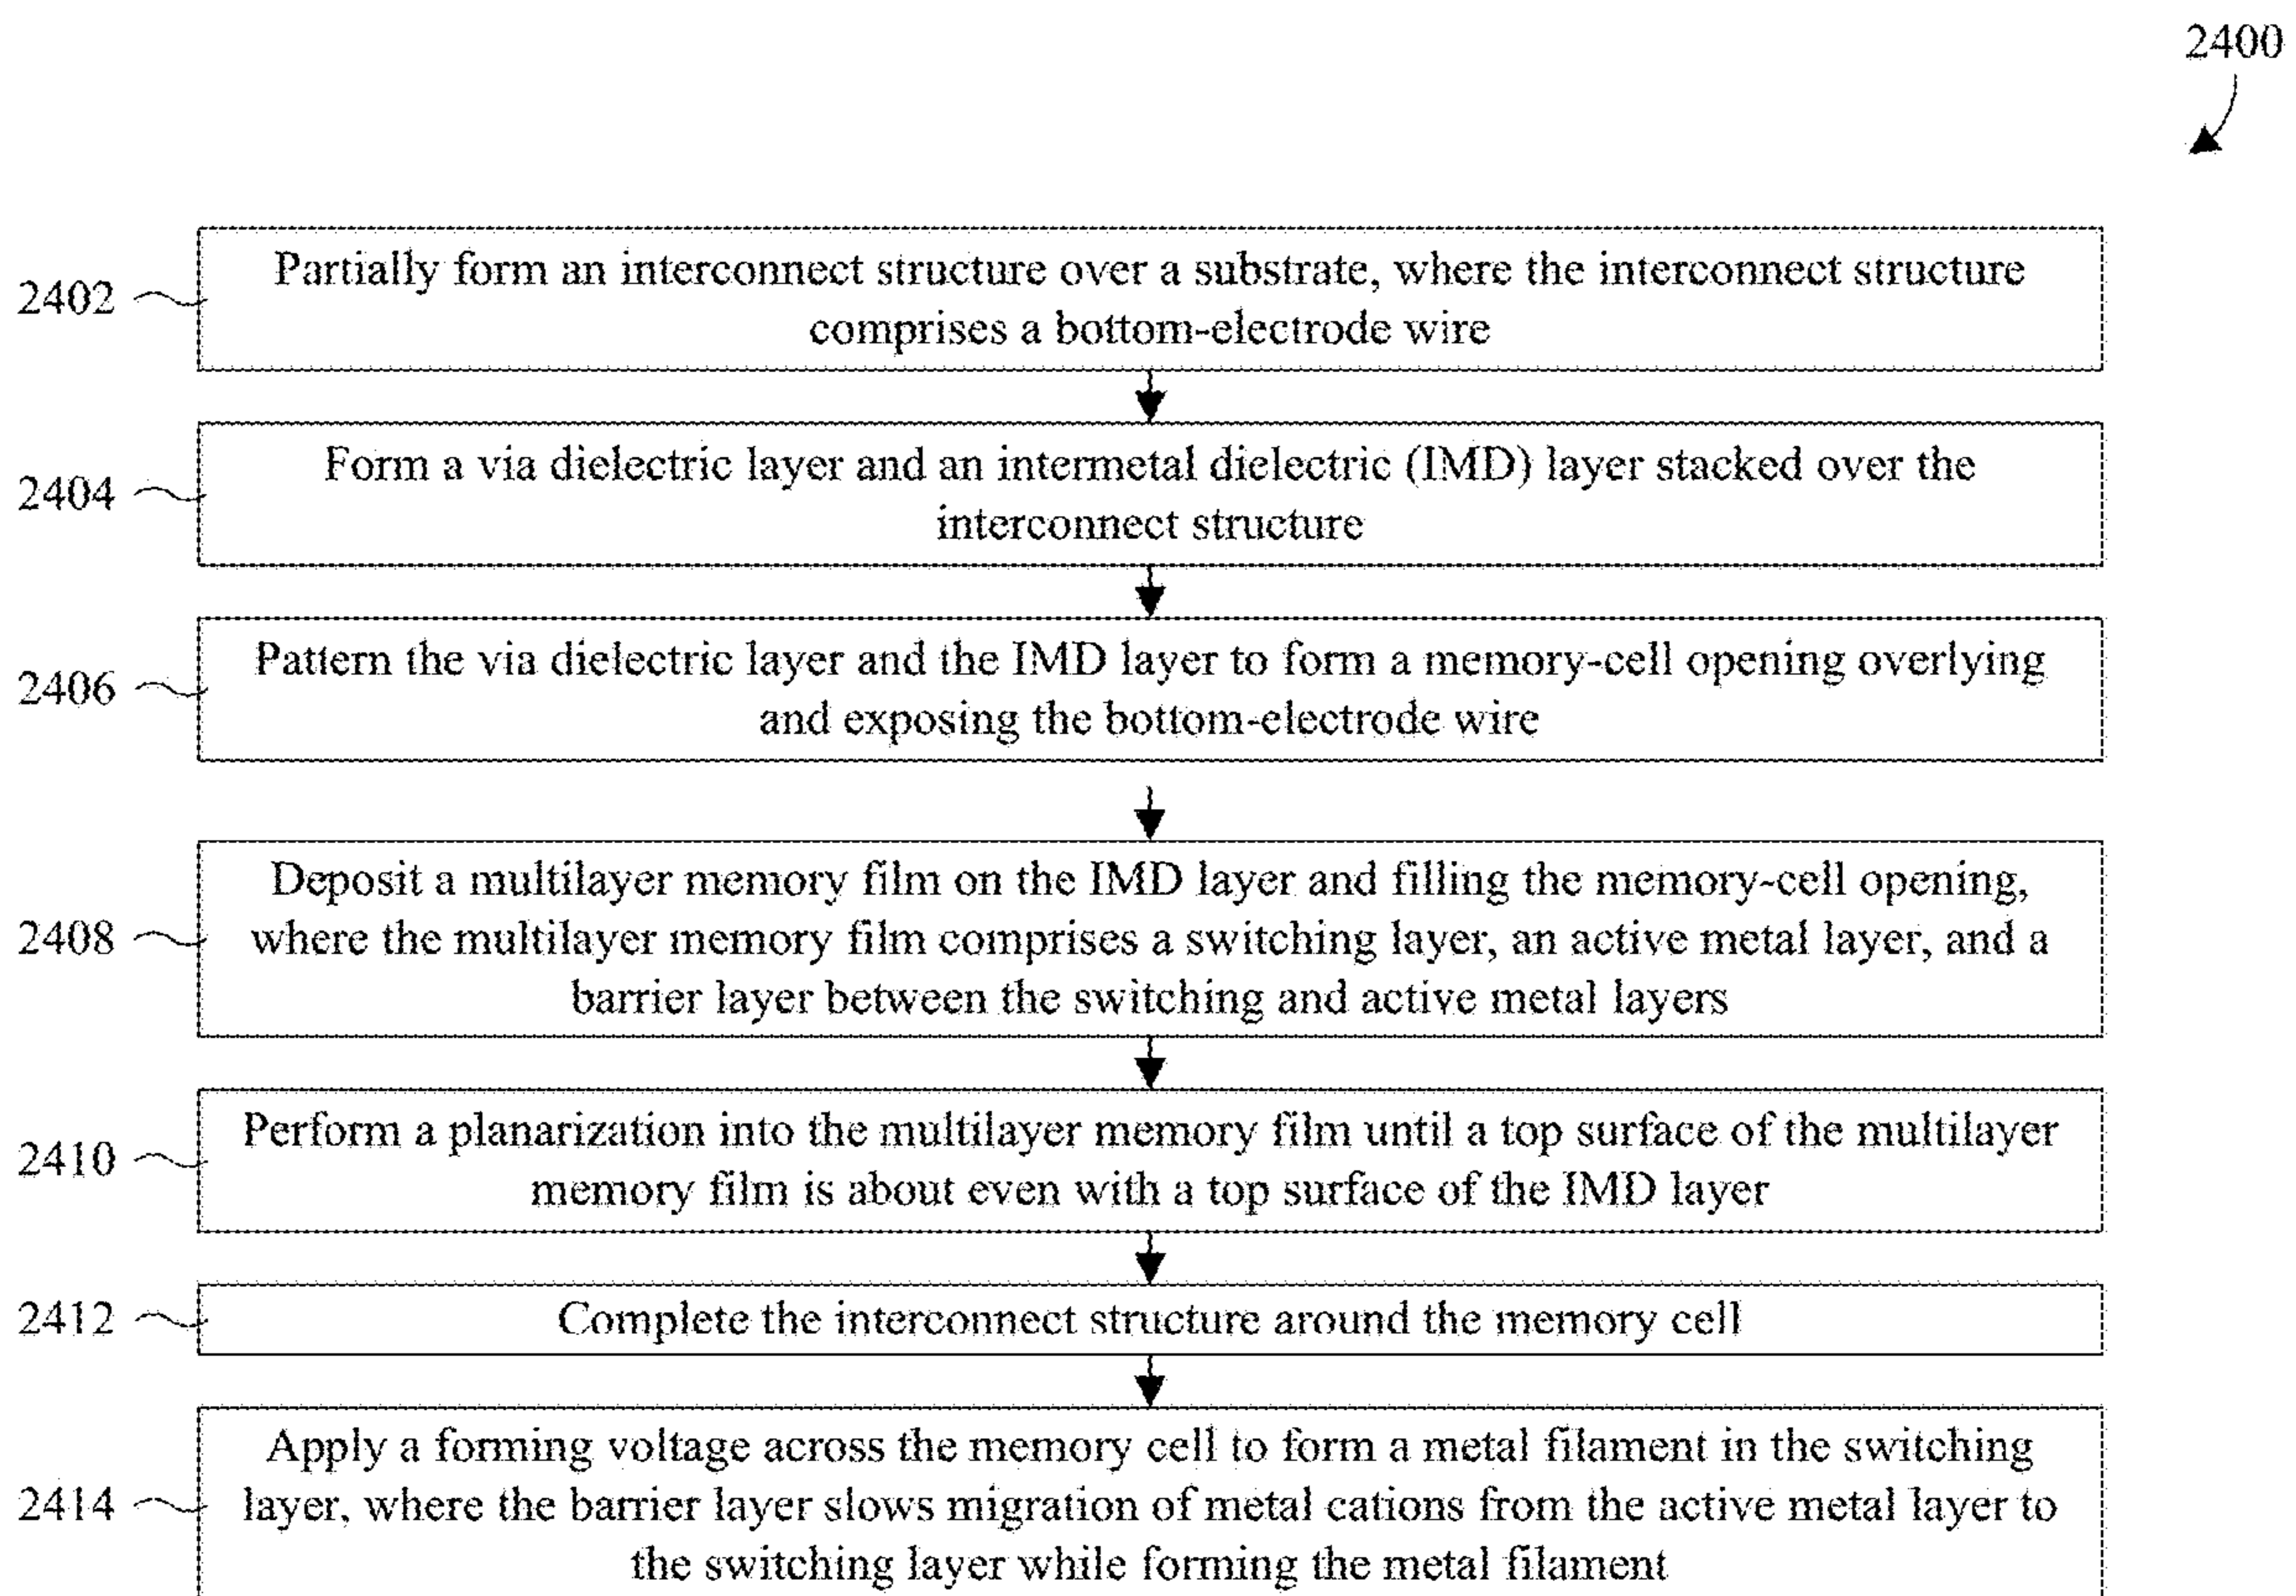 2400
2402
Partially form an interconnect structure over a substrate, where the interconnect structure
comprises a bottom-electrode wire
2404
Form a via dielectric layer and an intermetal dielectric (IMD) layer stacked over the
interconnect structure
2406
Pattern the via dielectric layer and the IMD layer to form a memory-cell opening overlying
and exposing the bottom-electrode wire
2408
Deposit a multilayer memory film on the IMD layer and filling the memory-cell opening,
where the multilayer memory film comprises a switching layer, an active metal layer, and a
barrier layer between the switching and active metal layers
2410
Perform a planarization into the multilayer memory film until a top surface of the multilayer
memory film is about even with a top surface of the IMD layer
2412
Complete the interconnect structure around the memory cell
2414
Apply a forming voltage across the memory cell to form a metal filament in the switching
layer, where the barrier layer slows migration of metal cations from the active metal layer to
the switching layer while forming the metal filament